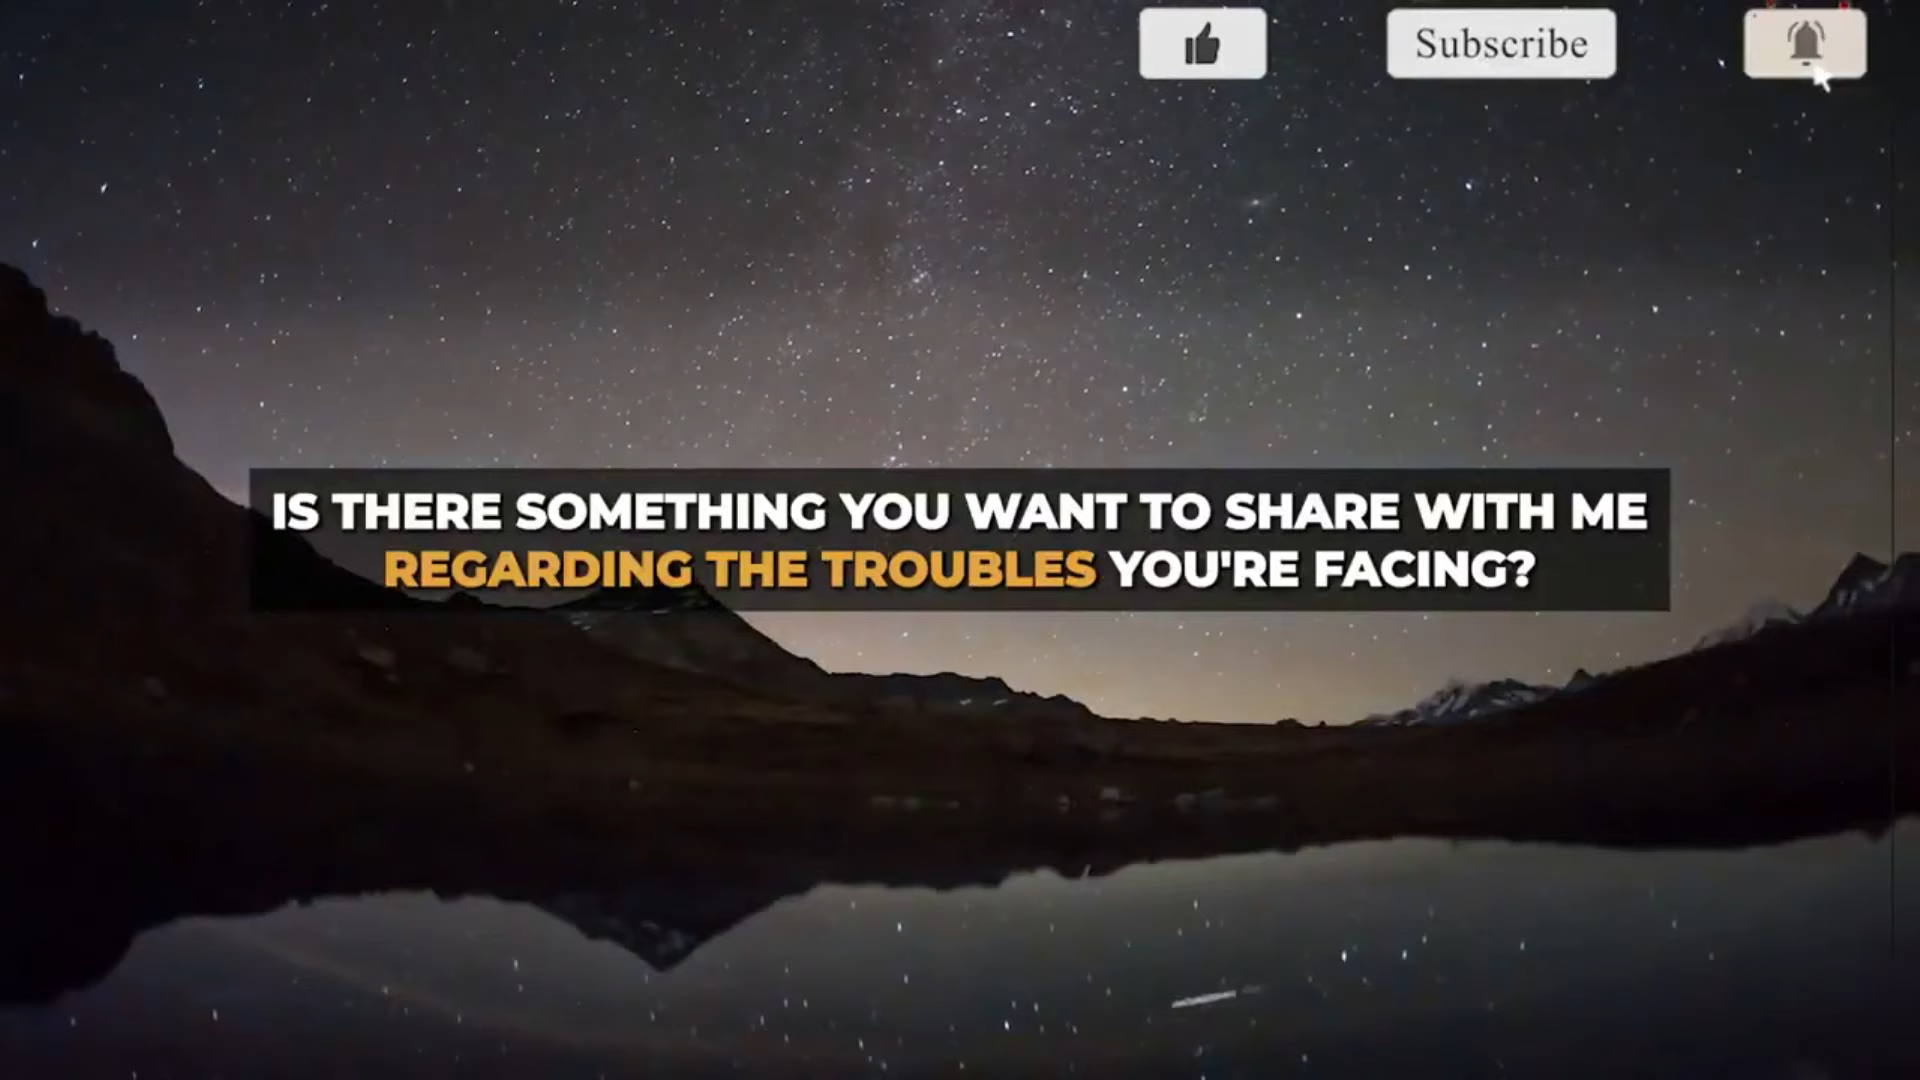 Subscribe
IS THERE SOMETHING YOU WANT TO SHARE WITH ME
REGARDING THE TROUBLES YOU'RE FACING?